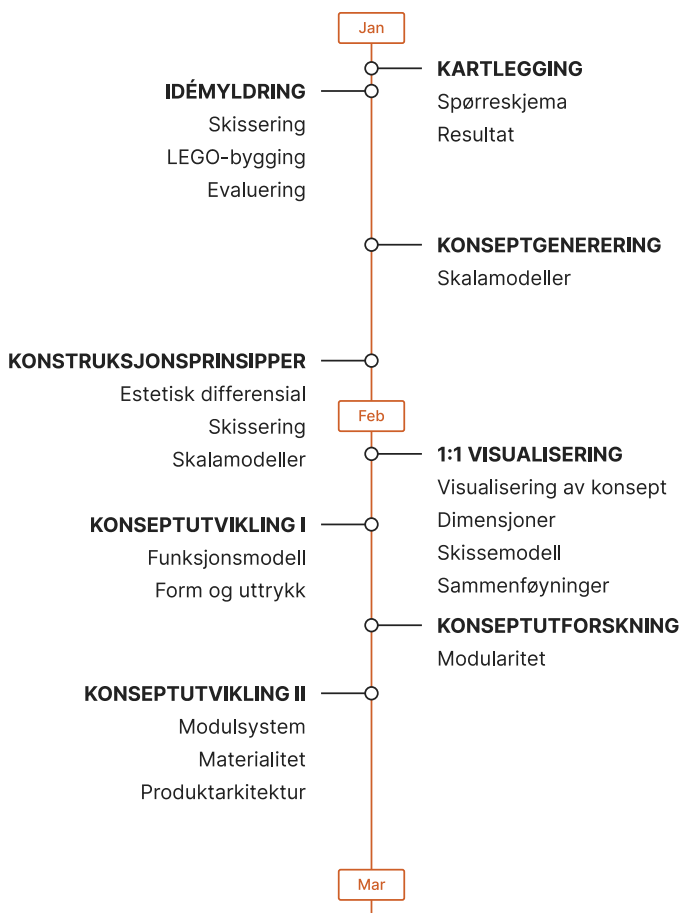 Jan
KARTLEGGING
Spørreskjema
Resultat
IDÉMYLDRING
Skissering
LEGO-bygging
Evaluering
KONSEPTGENERERING
Skalamodeller
KONSTRUKSJONSPRINSIPPER
Estetisk differensial
Skissering
Skalamodeller
Feb
1:1 VISUALISERING
Visualisering av konsept
Dimensjoner
Skissemodell
Sammenføyninger
KONSEPTUTVIKLING I
Funksjonsmodell
Form og uttrykk
KONSEPTUTFORSKNING
Modularitet
KONSEPTUTVIKLING II
Modulsystem
Materialitet
Produktarkitektur
Mar